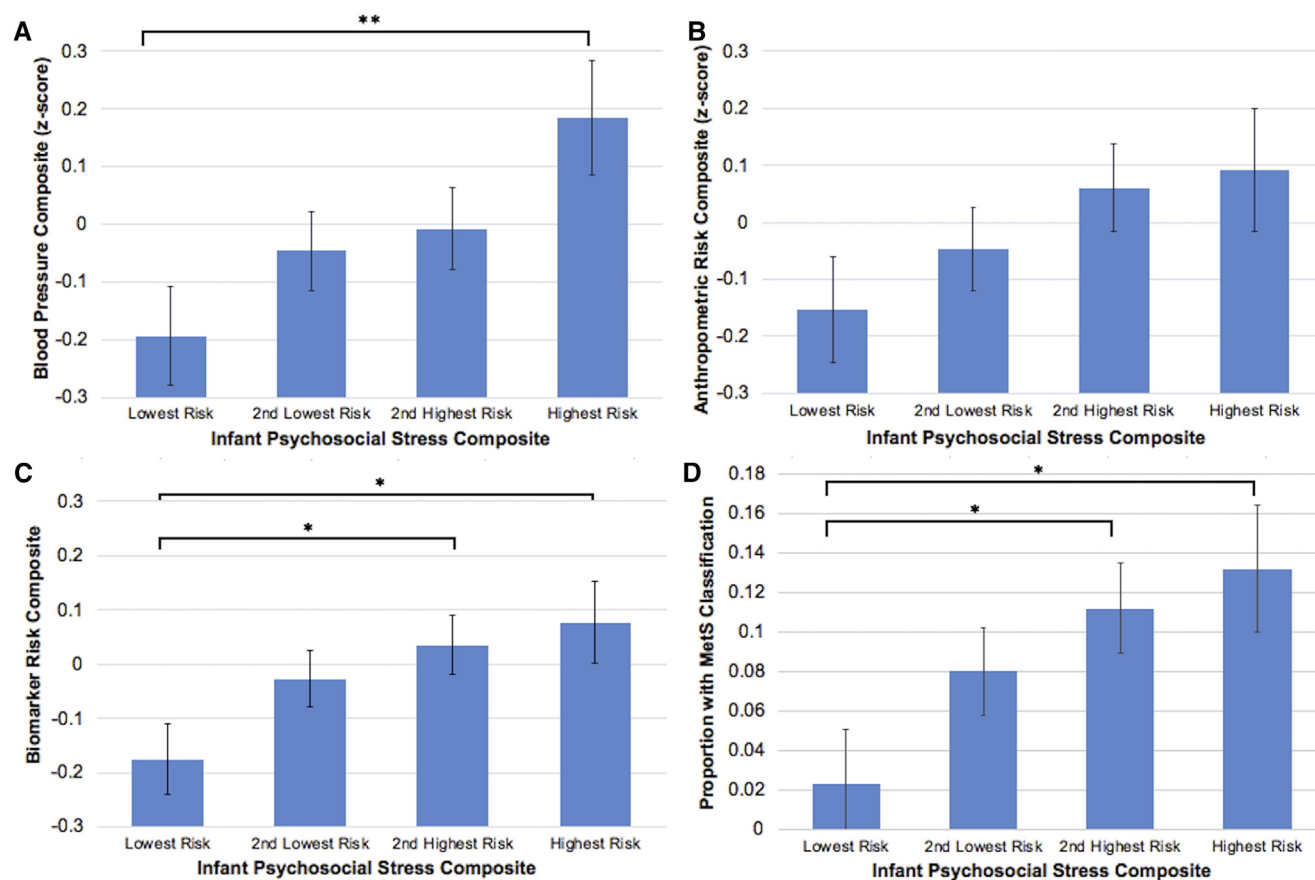 A
**
Blood Pressure Composite (z-score)
0.3
0.2
0.1
0
-0.1
-0.2
-0.3
Lowest Risk 2nd Lowest Risk 2nd Highest Risk Highest Risk
Infant Psychosocial Stress Composite
B
Anthropometric Risk Composite (z-score)
0.3
0.2
0.1
0
-0.1
-0.2
-0.3
Lowest Risk 2nd Lowest Risk 2nd Highest Risk Highest Risk
Infant Psychosocial Stress Composite
C
*
*
Biomarker Risk Composite
0.3
0.2
0.1
0
-0.1
-0.2
-0.3
Lowest Risk 2nd Lowest Risk 2nd Highest Risk Highest Risk
Infant Psychosocial Stress Composite
D
*
*
Proportion with MetS Classification
0.18
0.16
0.14
0.12
0.1
0.08
0.06
0.04
0.02
0
Lowest Risk 2nd Lowest Risk 2nd Highest Risk Highest Risk
Infant Psychosocial Stress Composite